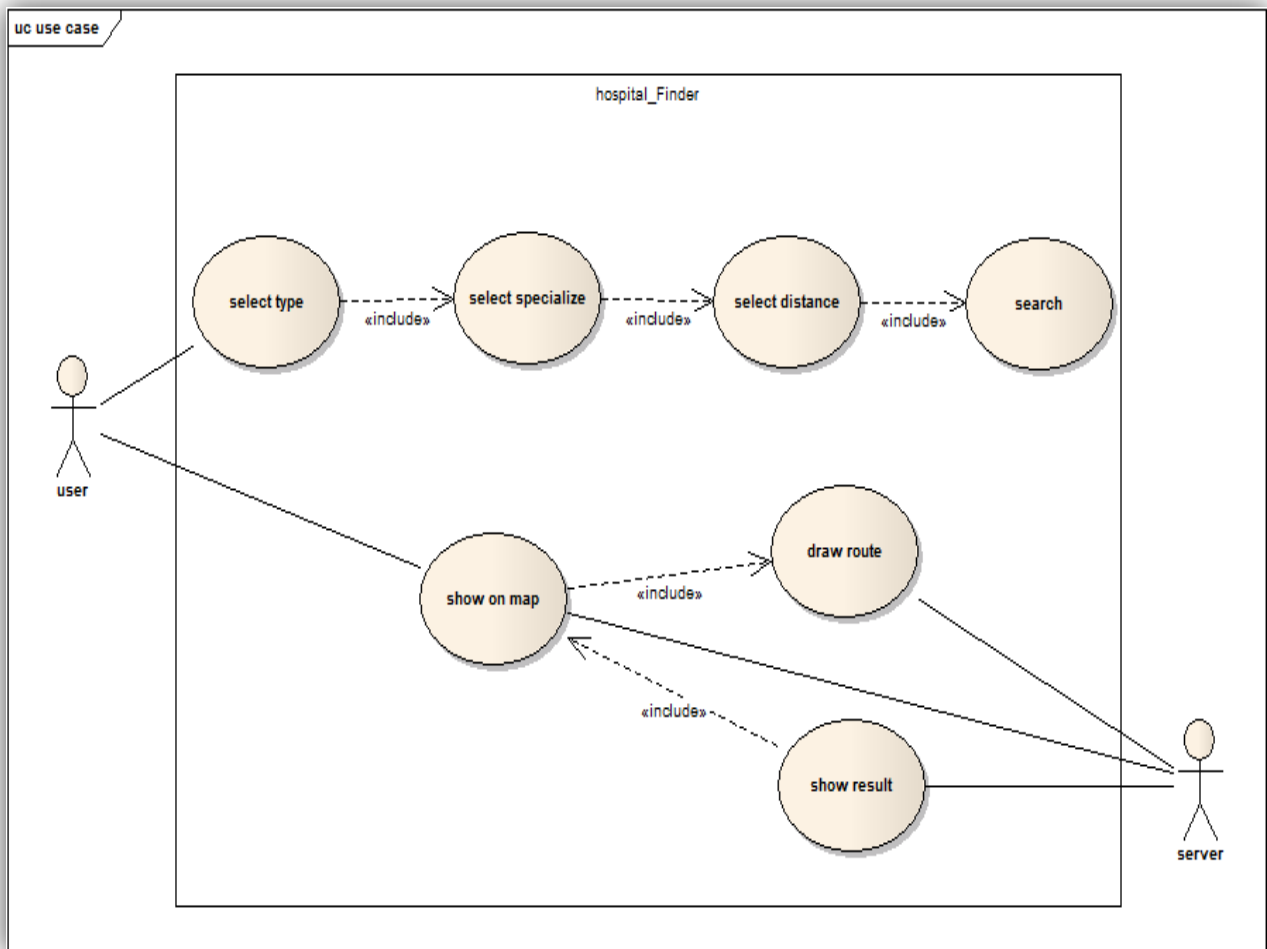 uc use case
hospital_Finder
select type
«include»
select specialize
«include»
select distance
«include»
search
user
show on map
«include»
draw route
«include»
show result
server